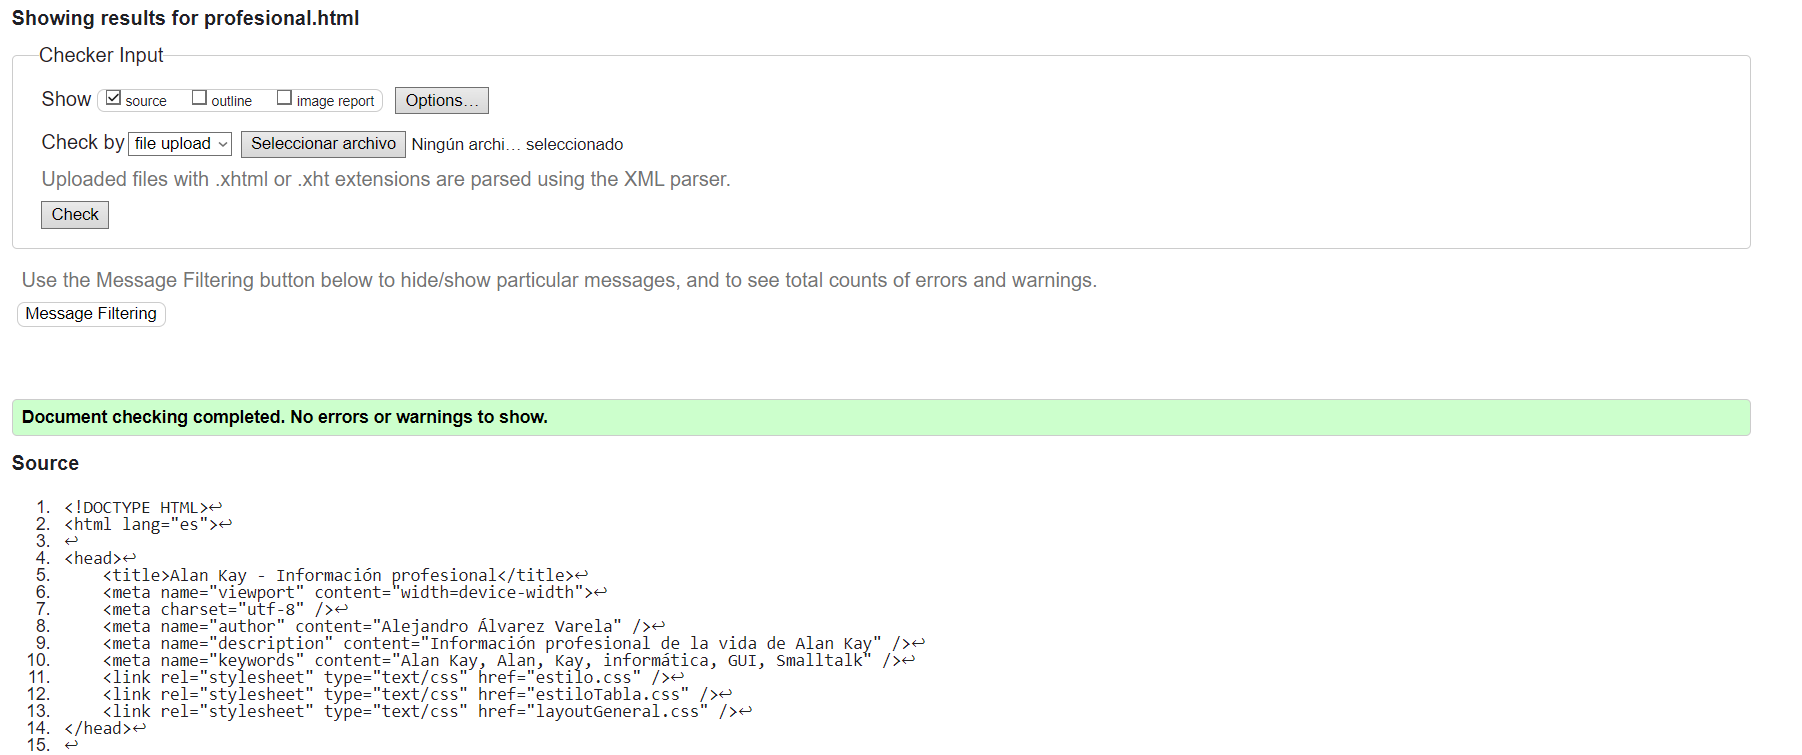 Showing results for profesional.html
Checker Input
Show source outline image report Options...
Check by file upload Seleccionar archivo Ningún archi... seleccionado
Uploaded files with .xhtml or .xht extensions are parsed using the XML parser.
Check
Use the Message Filtering button below to hide/show particular messages, and to see total counts of errors and warnings.
Message Filtering
Document checking completed. No errors or warnings to show.
Source
1. <!DOCTYPE HTML>↩
2. <html lang="es">↩
3. ↩
4. <head>↩
5.     <title>Alan Kay - Información profesional</title>↩
6.     <meta name="viewport" content="width=device-width">↩
7.     <meta charset="utf-8" />↩
8.     <meta name="author" content="Alejandro Álvarez Varela" />↩
9.     <meta name="description" content="Información profesional de la vida de Alan Kay" />↩
10.     <meta name="keywords" content="Alan Kay, Alan, Kay, informática, GUI, Smalltalk" />↩
11.     <link rel="stylesheet" type="text/css" href="estilo.css" />↩
12.     <link rel="stylesheet" type="text/css" href="estiloTabla.css" />↩
13.     <link rel="stylesheet" type="text/css" href="layoutGeneral.css" />↩
14. </head>↩
15. ↩